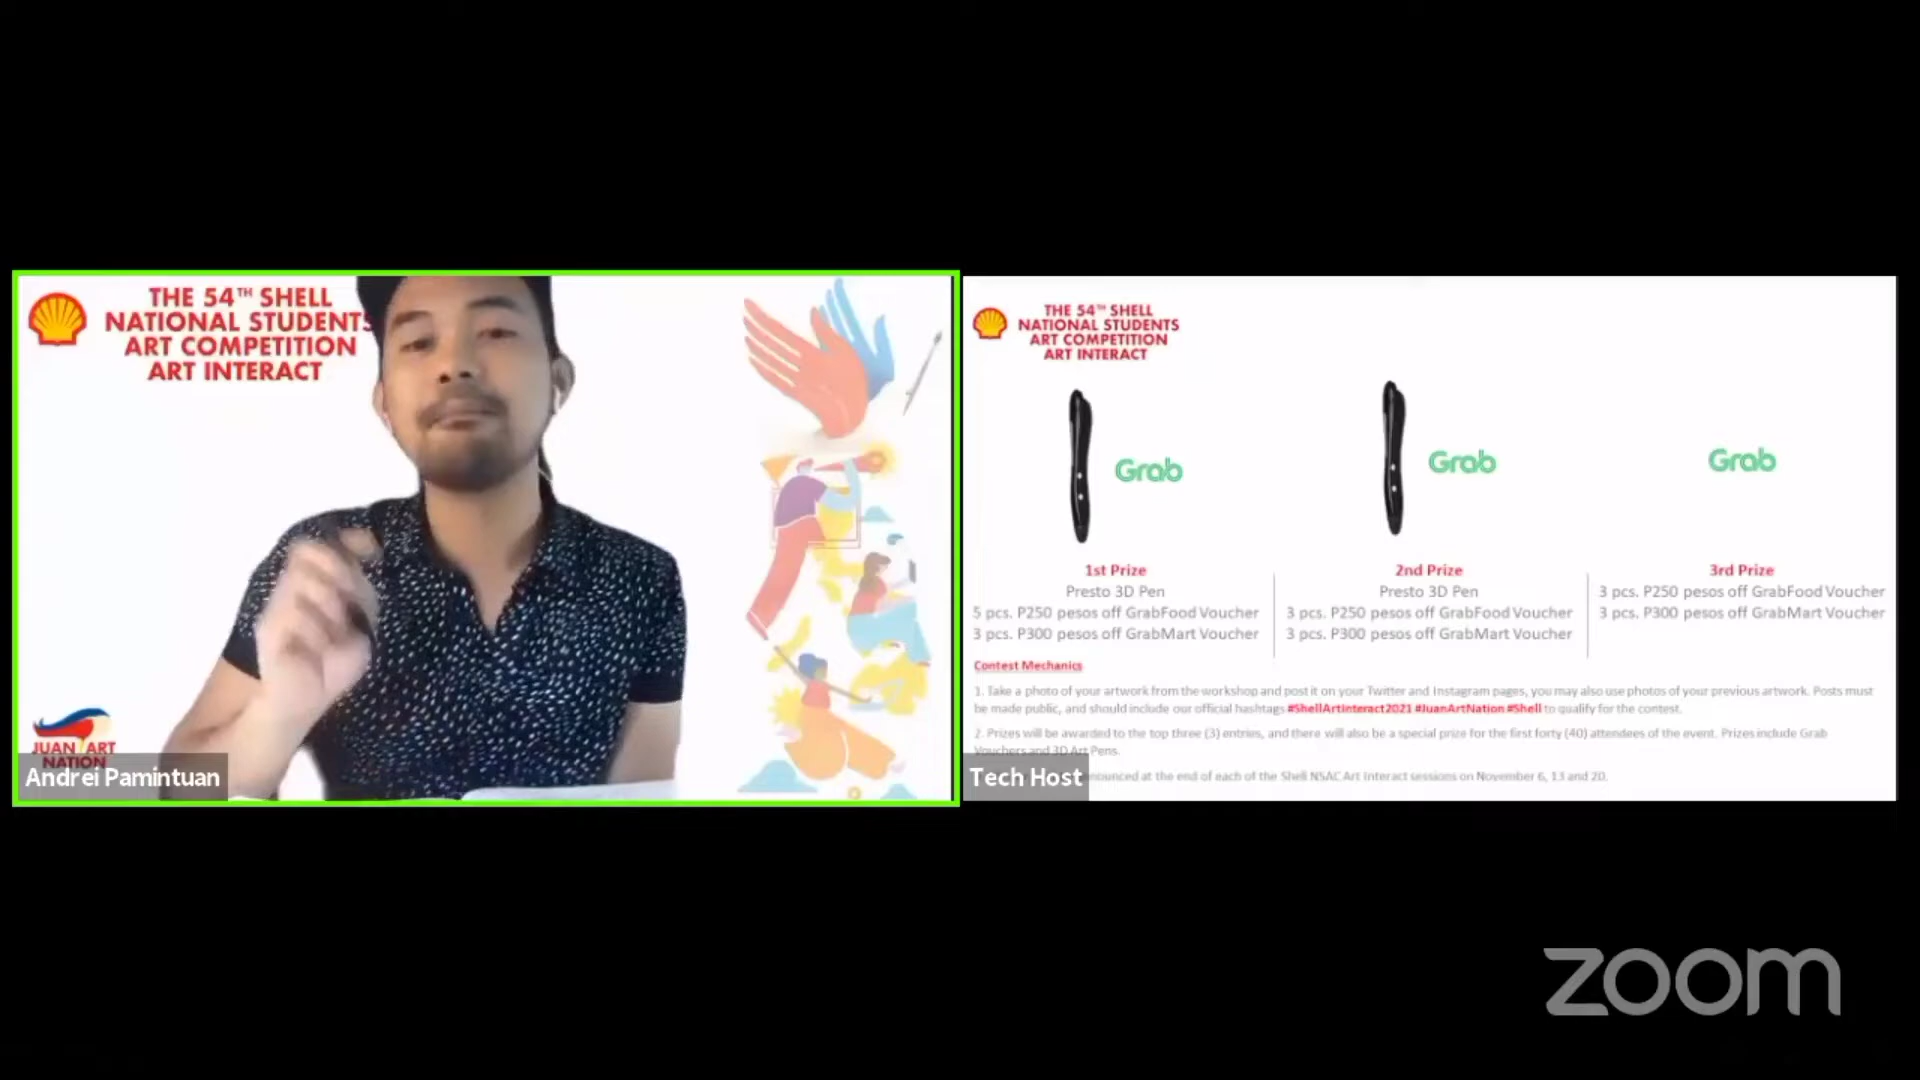 THE 54TH SHELL
NATIONAL STUDENTS
ART COMPETITION
ART INTERACT
JUAN ART
NATION
Andrei Pamintuan
THE 54TH SHELL
NATIONAL STUDENTS
ART COMPETITION
ART INTERACT
Grab
Grab
Grab
1st Prize
Presto 3D Pen
5 pcs. P250 pesos off GrabFood Voucher
3 pcs. P300 pesos off GrabMart Voucher
2nd Prize
Presto 3D Pen
3 pcs. P250 pesos off GrabFood Voucher
3 pcs. P300 pesos off GrabMart Voucher
3rd Prize
3 pcs. P250 pesos off GrabFood Voucher
3 pcs. P300 pesos off GrabMart Voucher
Contest Mechanics
1. Take a photo of your artwork from the workshop and post it on your Twitter and Instagram pages, you may also use photos of your previous artwork. Posts must
be made public, and should include our official hashtags #ShellArtInteract2021 #JuanArtNation #Shell to qualify for the contest.
2. Prizes will be awarded to the top three (3) entries, and there will also be a special prize for the first forty (40) attendees of the event. Prizes include Grab
Vouchers and 3D Art Pens.
at the end of each of the Shell NSAC Art Interact sessions on November 6, 13 and 20.
Tech Host
zoom